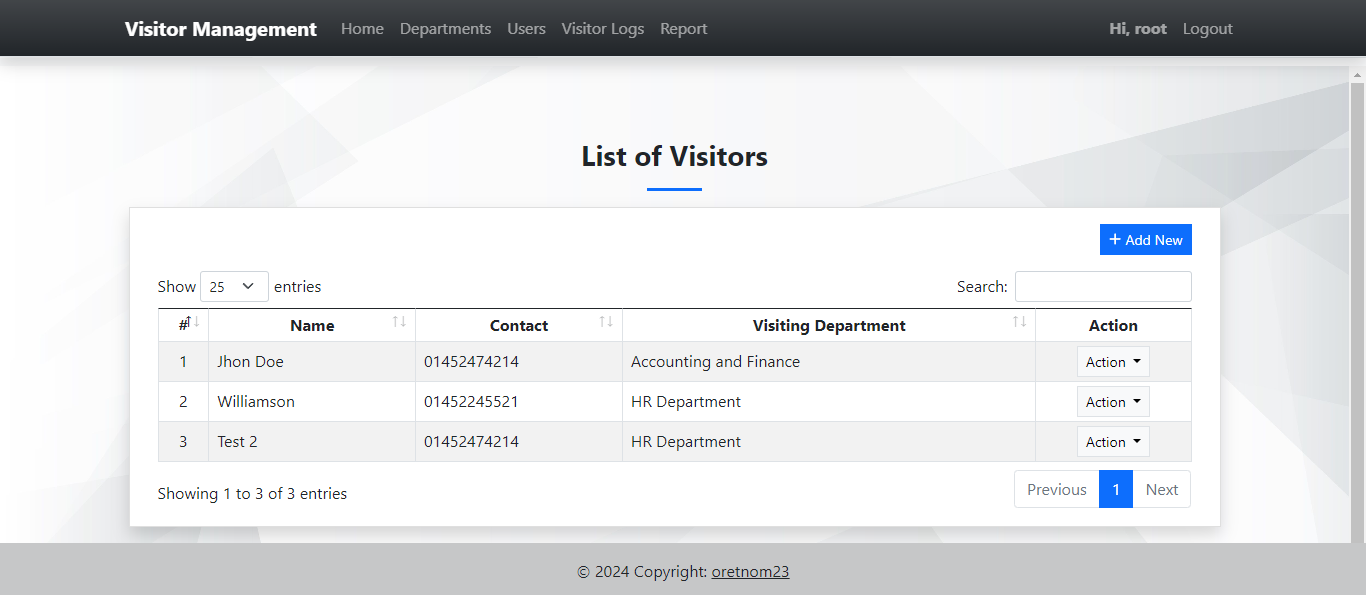 Visitor Management Home Departments Users Visitor Logs Report Hi, root Logout
List of Visitors
+ Add New
Show 25 entries Search:
# Name Contact Visiting Department Action
1 Jhon Doe 01452474214 Accounting and Finance Action
2 Williamson 01452245521 HR Department Action
3 Test 2 01452474214 HR Department Action
Showing 1 to 3 of 3 entries Previous 1 Next
© 2024 Copyright: oretnom23